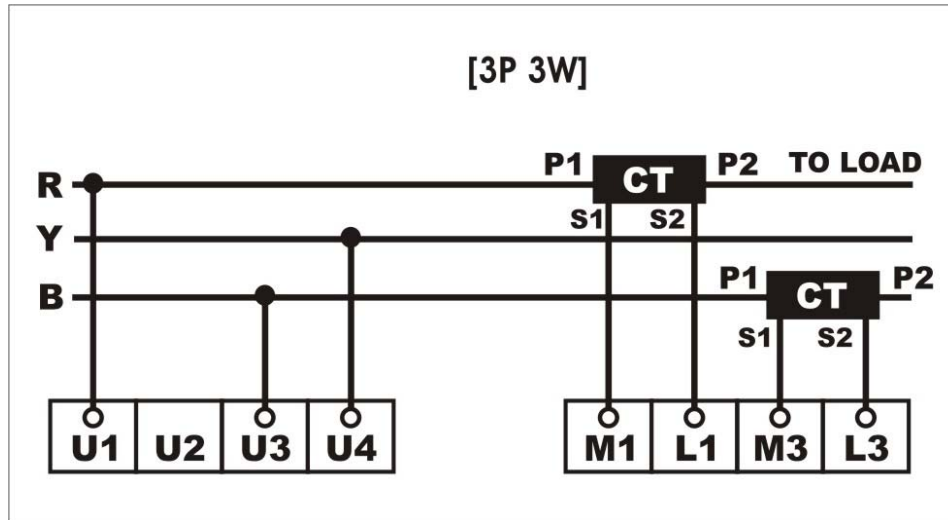 [3P 3W]
R P1 CT P2 TO LOAD
S1 S2
Y
B P1 CT P2
S1 S2
U1 U2 U3 U4 M1 L1 M3 L3